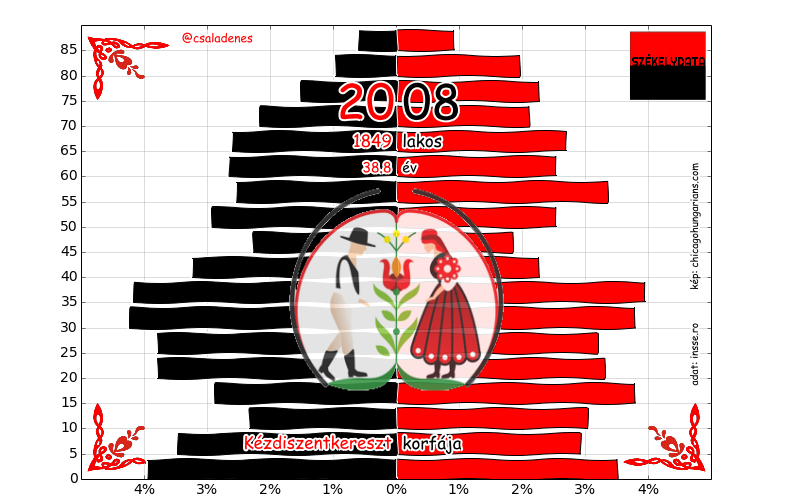 @csaladenes
SZÉKELYDATA
2008
1849 lakos
38.8 év
kép: chicagohungarians.com
adat: insse.ro
Kézdiszentkereszt korfája
85
80
75
70
65
60
55
50
45
40
35
30
25
20
15
10
5
0
4% 3% 2% 1% 0% 1% 2% 3% 4%